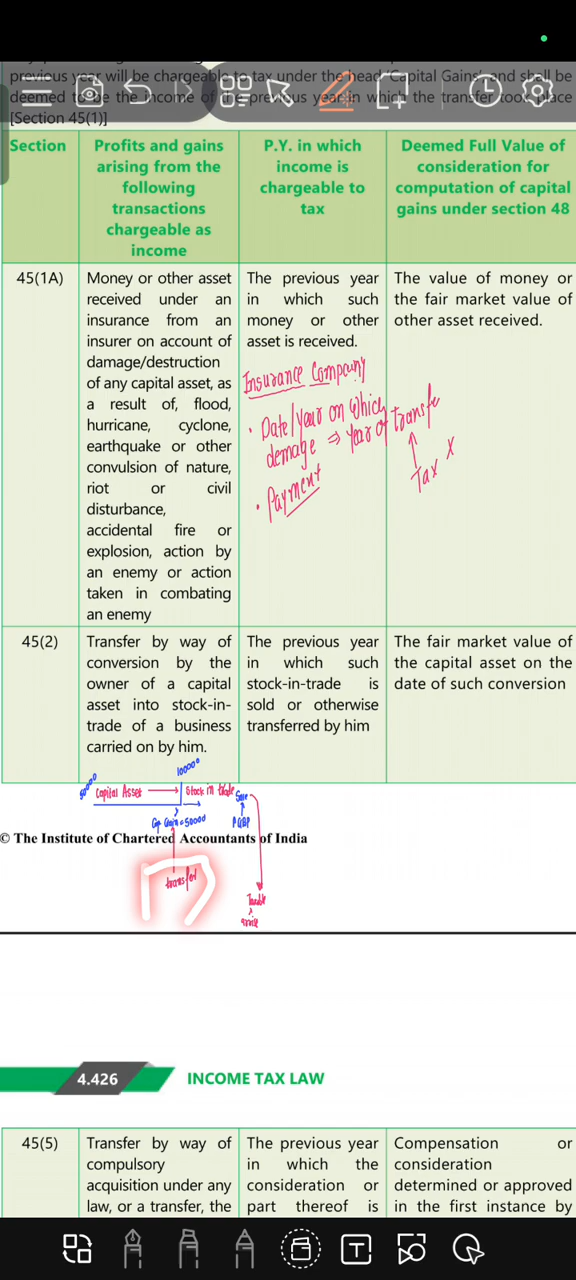 previous year will be chargeable to tax under the head 'Capital Gains', and shall be
deemed to be the income of the previous year in which the transfer took place
[Section 45(1)]
Section
Profits and gains
arising from the
following
transactions
chargeable as
income
P.Y. in which
income is
chargeable to
tax
Deemed Full Value of
consideration for
computation of capital
gains under section 48
45(1A)
Money or other asset
received under an
insurance from an
insurer on account of
damage/destruction
of any capital asset, as
a result of, flood,
hurricane, cyclone,
earthquake or other
convulsion of nature,
riot or civil
disturbance,
accidental fire or
explosion, action by
an enemy or action
taken in combating
an enemy
The previous year
in which such
money or other
asset is received.
Insurance Company
• Date/Year on which
demage ⇒ Year of transfe
• Payment
Tax x
The value of money or
the fair market value of
other asset received.
45(2)
Transfer by way of
conversion by the
owner of a capital
asset into stock-in-
trade of a business
carried on by him.
The previous year
in which such
stock-in-trade is
sold or otherwise
transferred by him
The fair market value of
the capital asset on the
date of such conversion
50000
100000
Capital Asset → Stock in trade Sale
Cap Gain = 50000
PGBP
© The Institute of Chartered Accountants of India
transfer
Taxable
4.426
INCOME TAX LAW
45(5)
Transfer by way of
compulsory
acquisition under any
law, or a transfer, the
The previous year
in which the
consideration or
part thereof is
Compensation or
consideration
determined or approved
in the first instance by
T